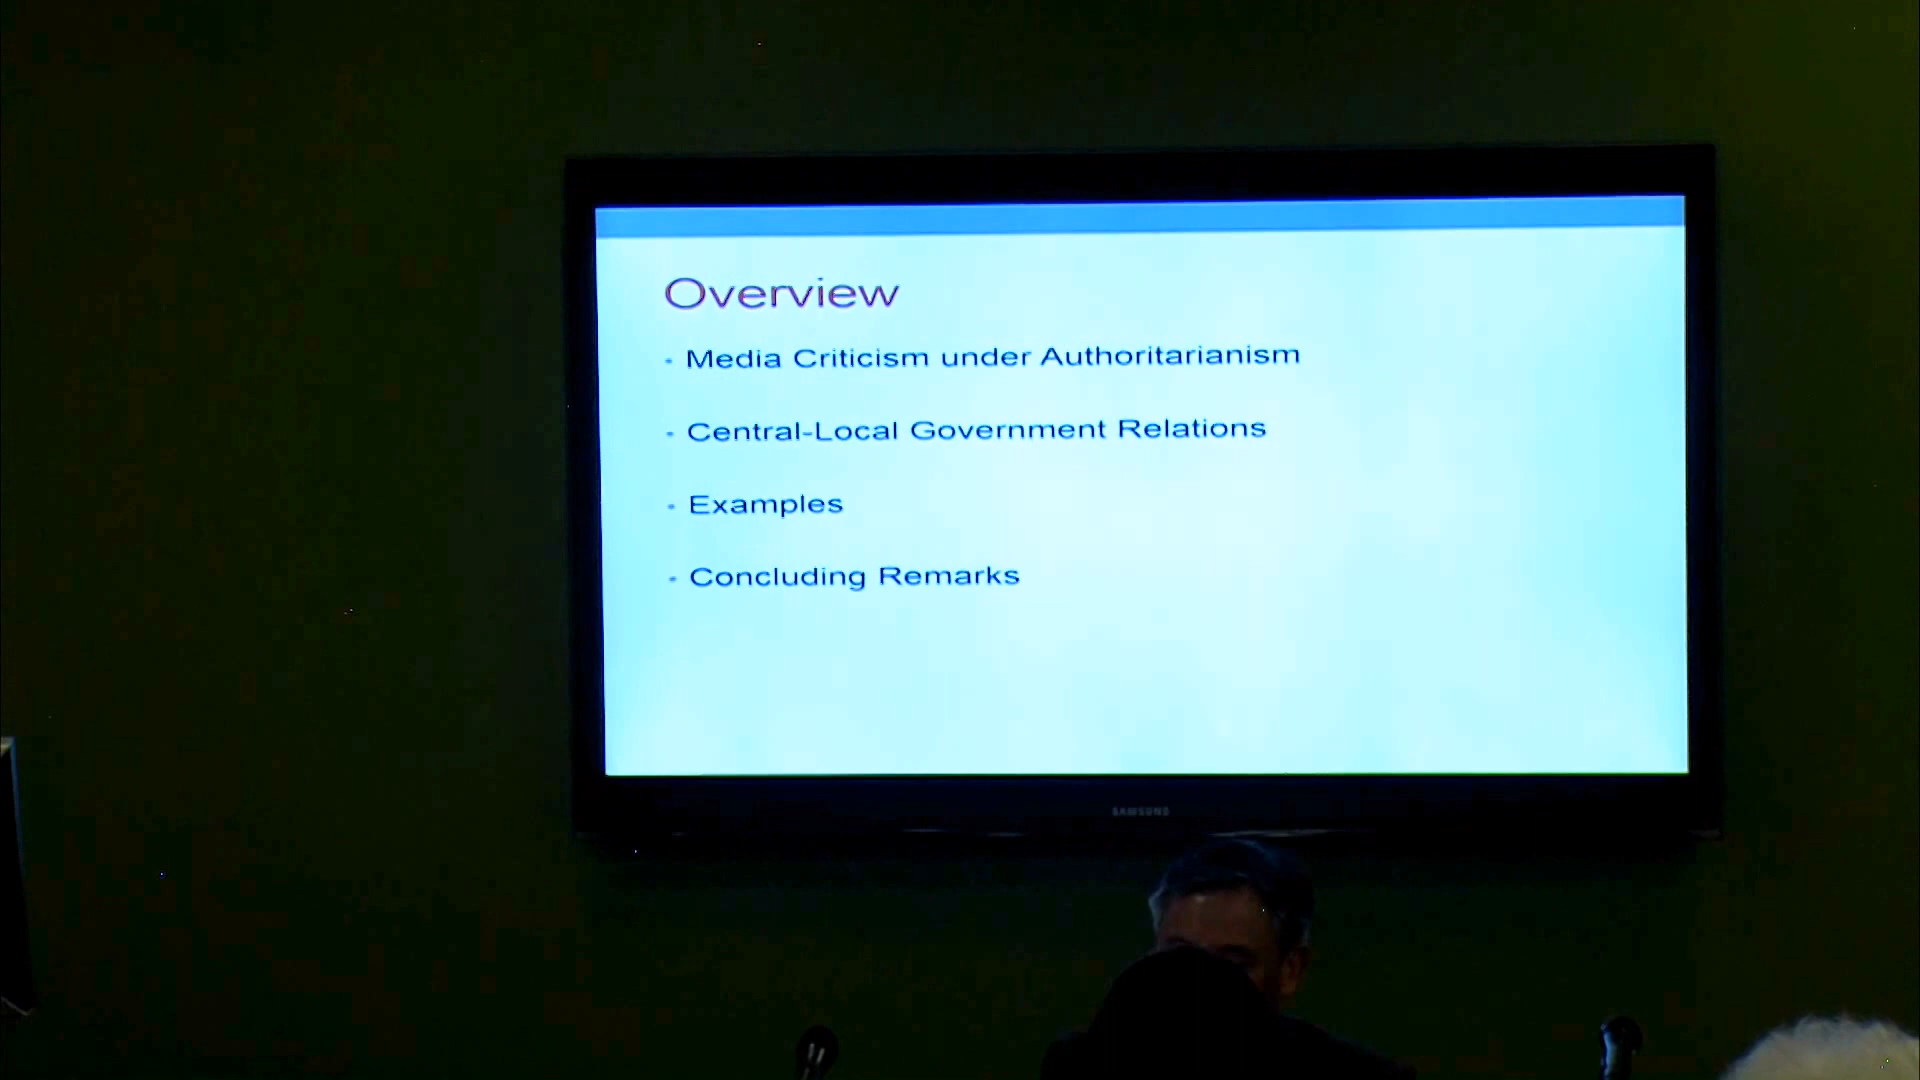 Overview
• Media Criticism under Authoritarianism
• Central-Local Government Relations
• Examples
• Concluding Remarks
SAMSUNG